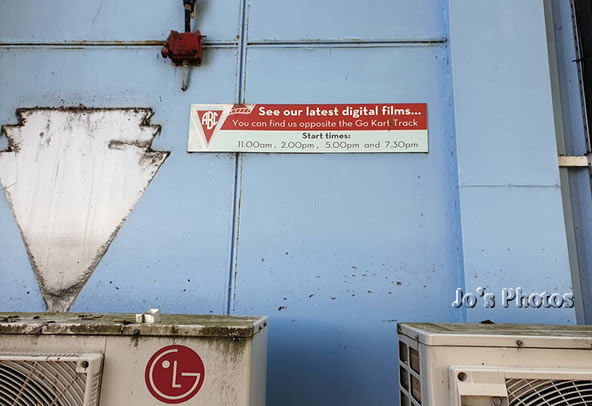 ABC
See our latest digital films...
You can find us opposite the Go Kart Track
Start times:
11.00am , 2.00pm , 5.00pm and 7.30pm
Jo's Photos
LG